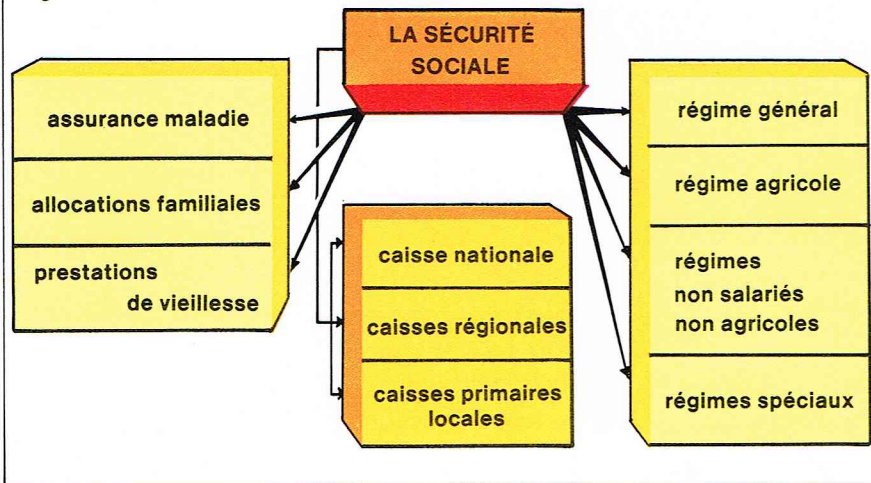 LA SÉCURITÉ
SOCIALE
assurance maladie
allocations familiales
prestations
de vieillesse
caisse nationale
caisses régionales
caisses primaires
locales
régime général
régime agricole
régimes
non salariés
non agricoles
régimes spéciaux